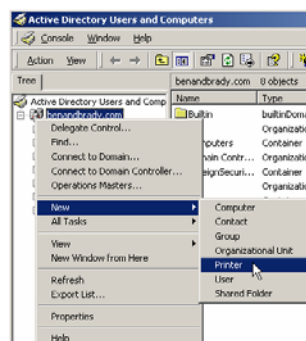 Active Directory Users and Computers
Console Window Help
Action View
Tree
benandbrady.com 0 objects
Active Directory Users and Comp
Name Type
benandbrady.com
Builtin builtinDoma
Delegate Control...
Organizatio
Find...
nputers Container
Connect to Domain...
nain Contr... Organizatio
Connect to Domain Controller...
eignSecuri... Container
Operations Masters...
Organizatio
New
Computer
All Tasks
Contact
Group
View
Organizational Unit
New Window from Here
Printer
Refresh
User
Export List...
Shared Folder
Properties
Help